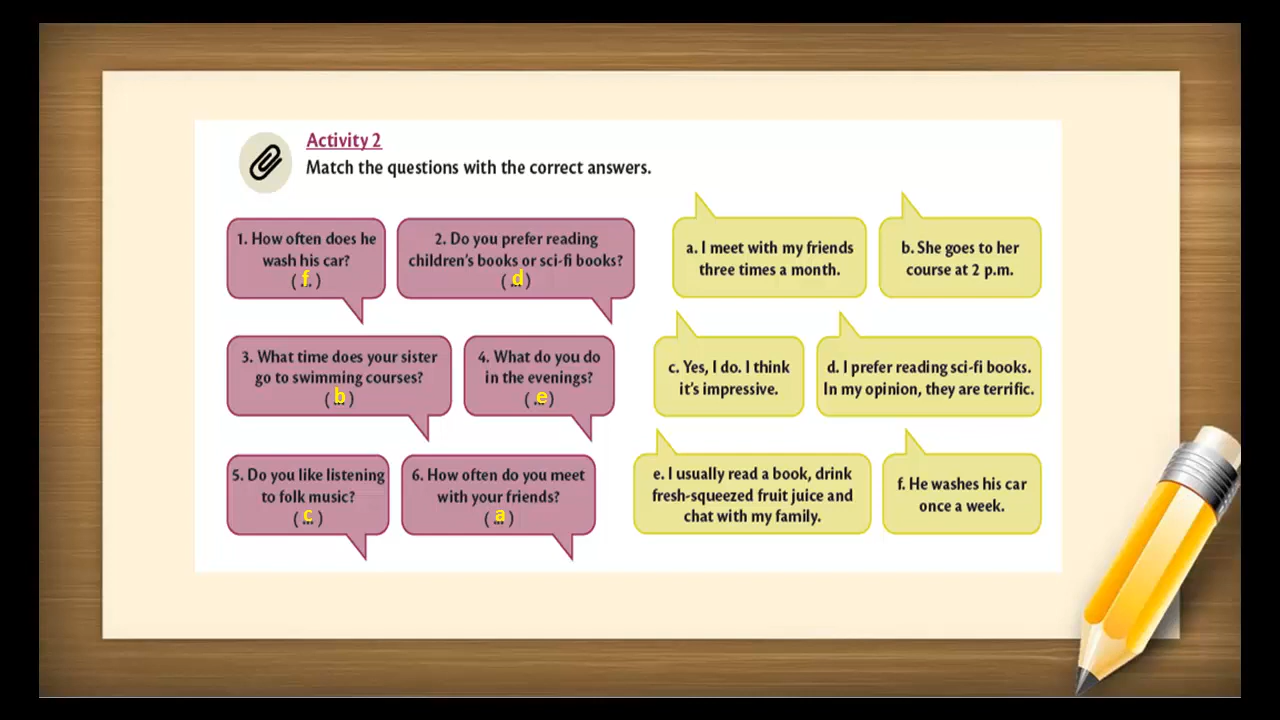 Activity 2
Match the questions with the correct answers.
1. How often does he
wash his car?
( f. )
2. Do you prefer reading
children's books or sci-fi books?
( d )
3. What time does your sister
go to swimming courses?
( b )
4. What do you do
in the evenings?
( e )
5. Do you like listening
to folk music?
( c )
6. How often do you meet
with your friends?
( a )
a. I meet with my friends
three times a month.
b. She goes to her
course at 2 p.m.
c. Yes, I do. I think
it's impressive.
d. I prefer reading sci-fi books.
In my opinion, they are terrific.
e. I usually read a book, drink
fresh-squeezed fruit juice and
chat with my family.
f. He washes his car
once a week.